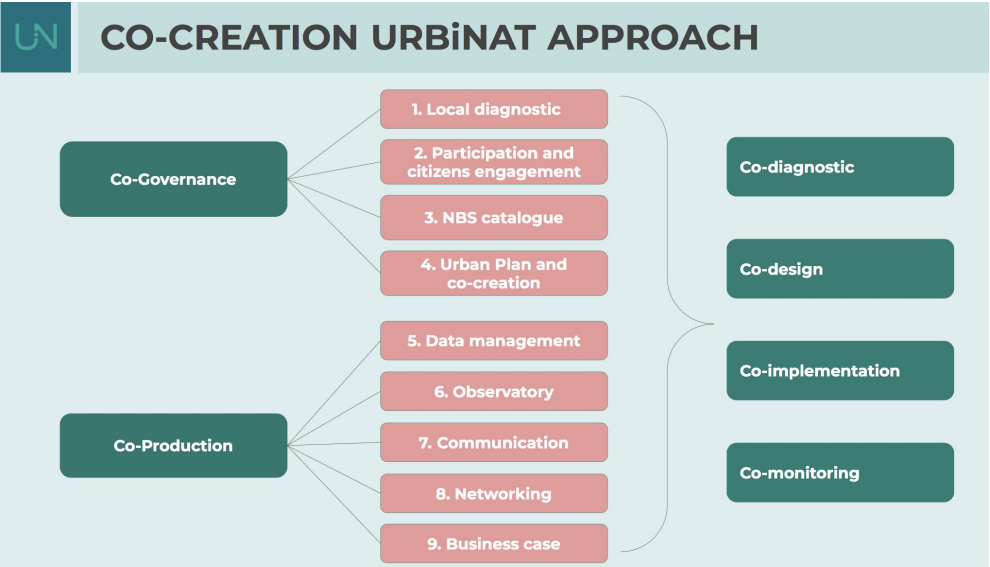 UiN
CO-CREATION URBiNAT APPROACH
Co-Governance
1. Local diagnostic
2. Participation and
citizens engagement
3. NBS catalogue
4. Urban Plan and
co-creation
Co-Production
5. Data management
6. Observatory
7. Communication
8. Networking
9. Business case
Co-diagnostic
Co-design
Co-implementation
Co-monitoring